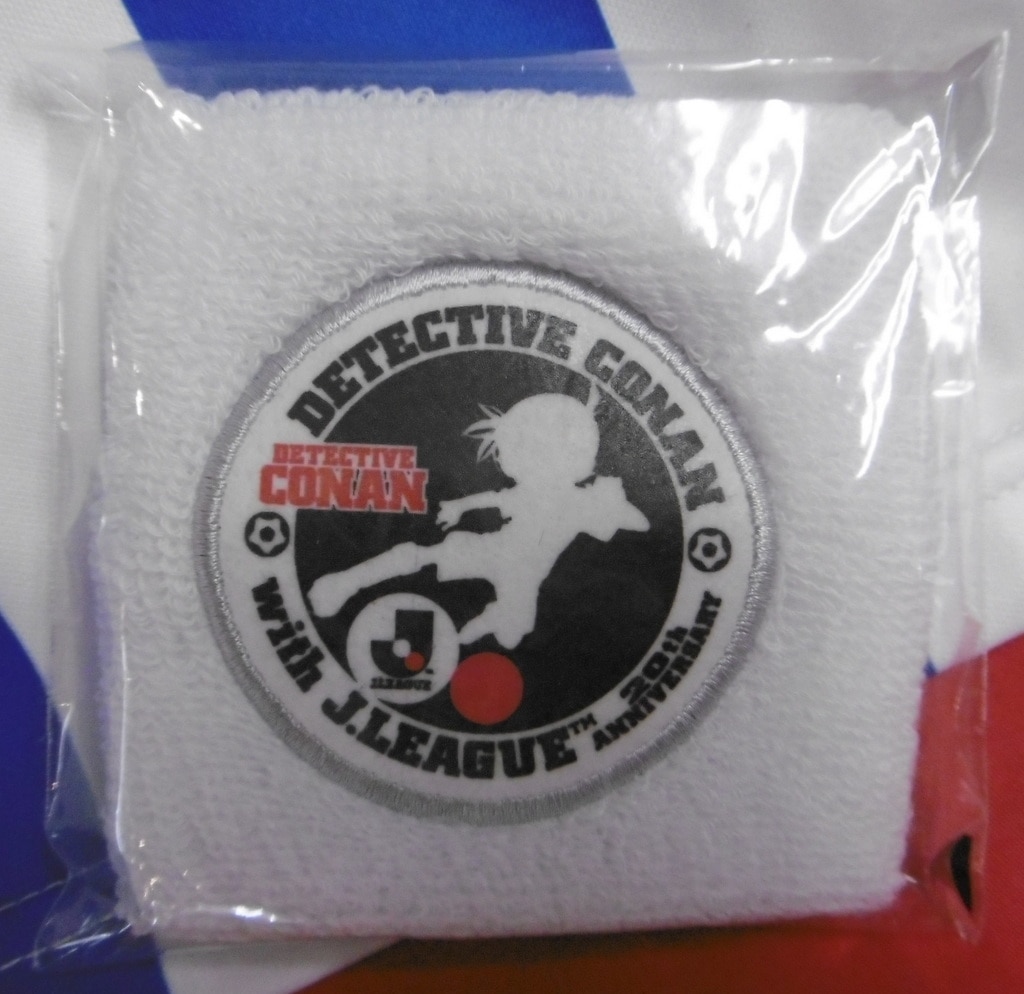 DETECTIVE CONAN
DETECTIVE
CONAN
J.LEAGUE
with J.LEAGUE™
20th
ANNIVERSARY